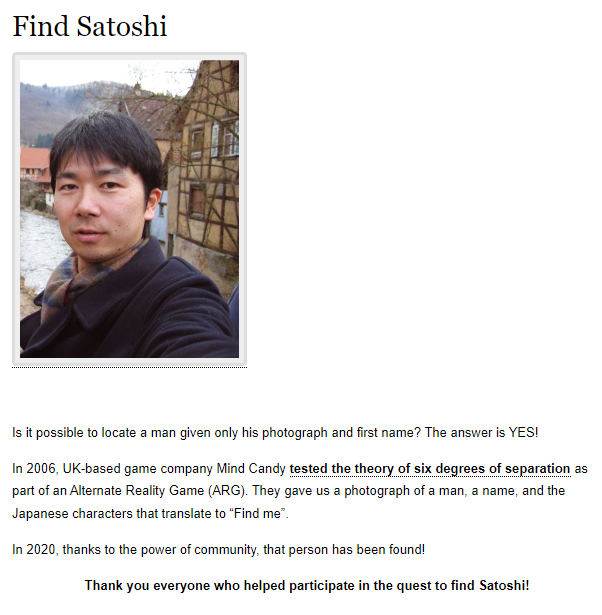 Find Satoshi
Is it possible to locate a man given only his photograph and first name? The answer is YES!
In 2006, UK-based game company Mind Candy tested the theory of six degrees of separation as
part of an Alternate Reality Game (ARG). They gave us a photograph of a man, a name, and the
Japanese characters that translate to “Find me”.
In 2020, thanks to the power of community, that person has been found!
Thank you everyone who helped participate in the quest to find Satoshi!